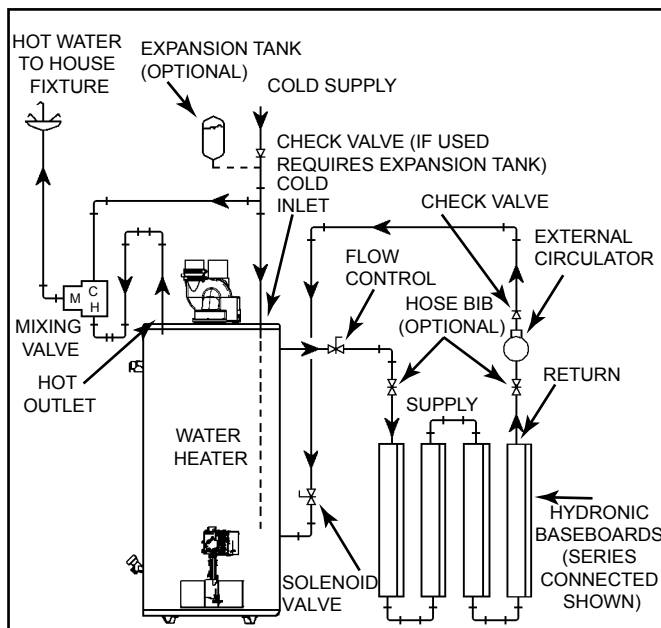 HOT WATER
TO HOUSE
FIXTURE
EXPANSION TANK
(OPTIONAL)
COLD SUPPLY
CHECK VALVE (IF USED
REQUIRES EXPANSION TANK)
COLD
INLET
CHECK VALVE
EXTERNAL
CIRCULATOR
FLOW
CONTROL
HOSE BIB
(OPTIONAL)
M
C
H
MIXING
VALVE
HOT
OUTLET
RETURN
SUPPLY
WATER
HEATER
HYDRONIC
BASEBOARDS
(SERIES
CONNECTED
SHOWN)
SOLENOID
VALVE